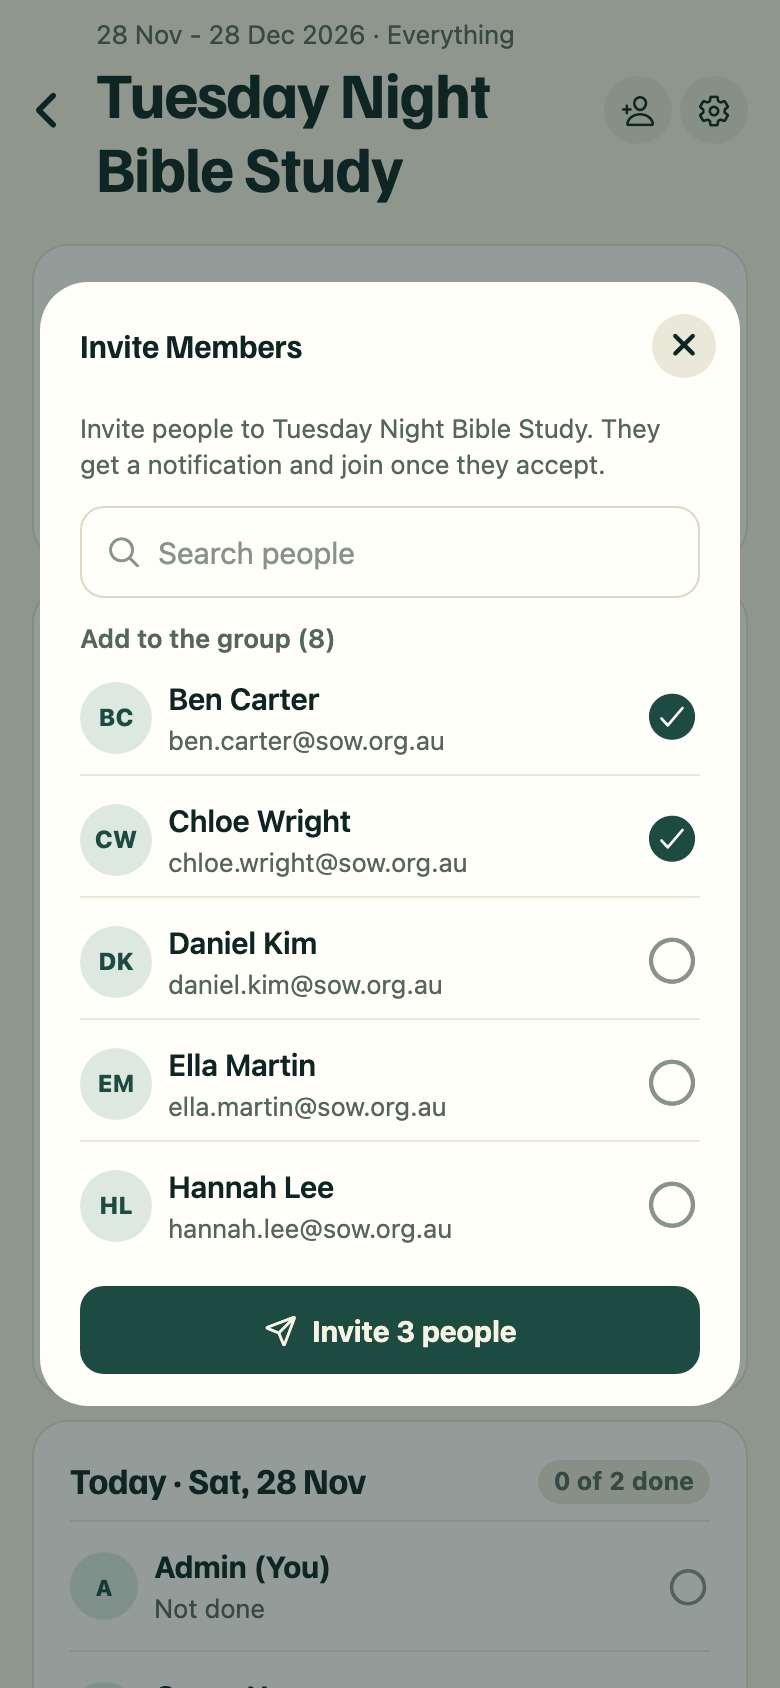 28 Nov - 28 Dec 2026 · Everything
Tuesday Night
Bible Study
Invite Members
Invite people to Tuesday Night Bible Study. They
get a notification and join once they accept.
Search people
Add to the group (8)
BC
Ben Carter
ben.carter@sow.org.au
CW
Chloe Wright
chloe.wright@sow.org.au
DK
Daniel Kim
daniel.kim@sow.org.au
EM
Ella Martin
ella.martin@sow.org.au
HL
Hannah Lee
hannah.lee@sow.org.au
Invite 3 people
Today · Sat, 28 Nov
0 of 2 done
A
Admin (You)
Not done